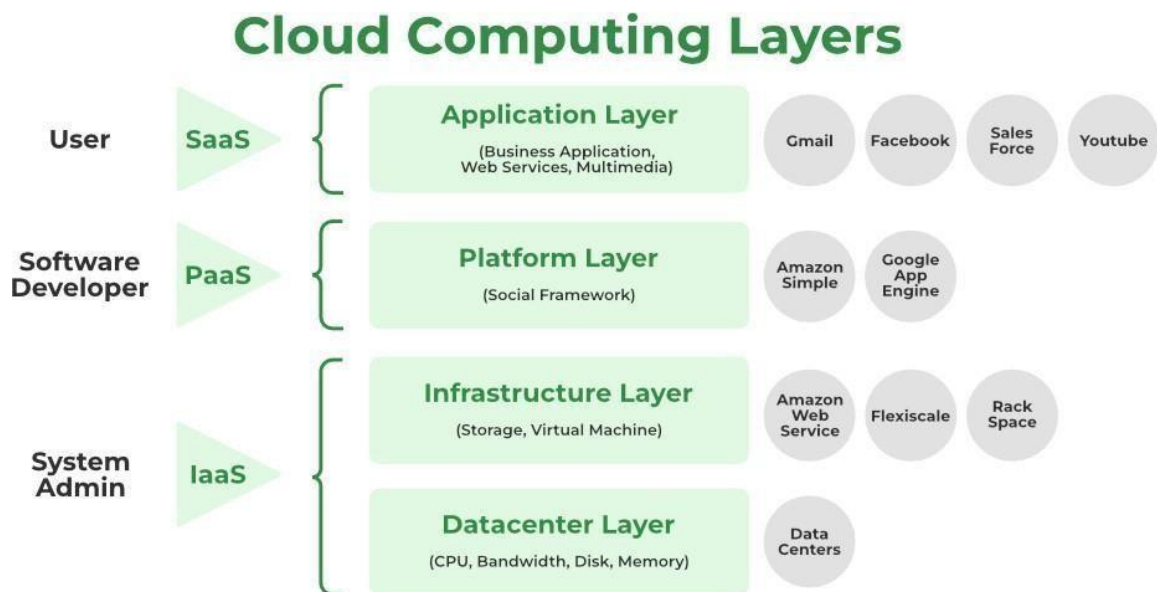 Cloud Computing Layers
User
SaaS
Application Layer
(Business Application,
Web Services, Multimedia)
Gmail
Facebook
Sales
Force
Youtube
Software
Developer
PaaS
Platform Layer
(Social Framework)
Amazon
Simple
Google
App
Engine
System
Admin
IaaS
Infrastructure Layer
(Storage, Virtual Machine)
Amazon
Web
Service
Flexiscale
Rack
Space
Datacenter Layer
(CPU, Bandwidth, Disk, Memory)
Data
Centers